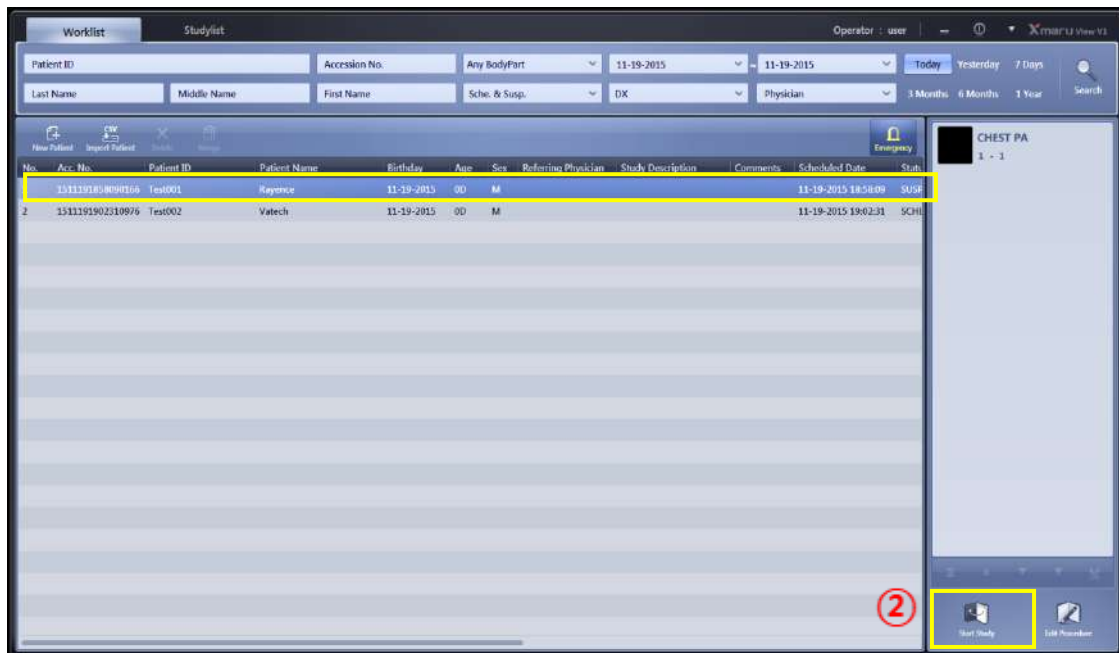 Worklist Studylist Operator : user Xmaru View V1
Patient ID Accession No. Any BodyPart 11-19-2015 ~ 11-19-2015 Today Yesterday 7 Days
Last Name Middle Name First Name Sche. & Susp. DX Physician 3 Months 6 Months 1 Year Search
New Patient Import Patient Delete Emergency
CHEST PA
1 - 1
No. Acc. No. Patient ID Patient Name Birthday Age Sex Referring Physician Study Description Comments Scheduled Date Statu
1511191858090166 Test001 Rayence 11-19-2015 0D M 11-19-2015 18:58:09 SUSP
2 1511191902310976 Test002 Vatech 11-19-2015 0D M 11-19-2015 19:02:31 SCHE
②
Start Study Edit Procedure